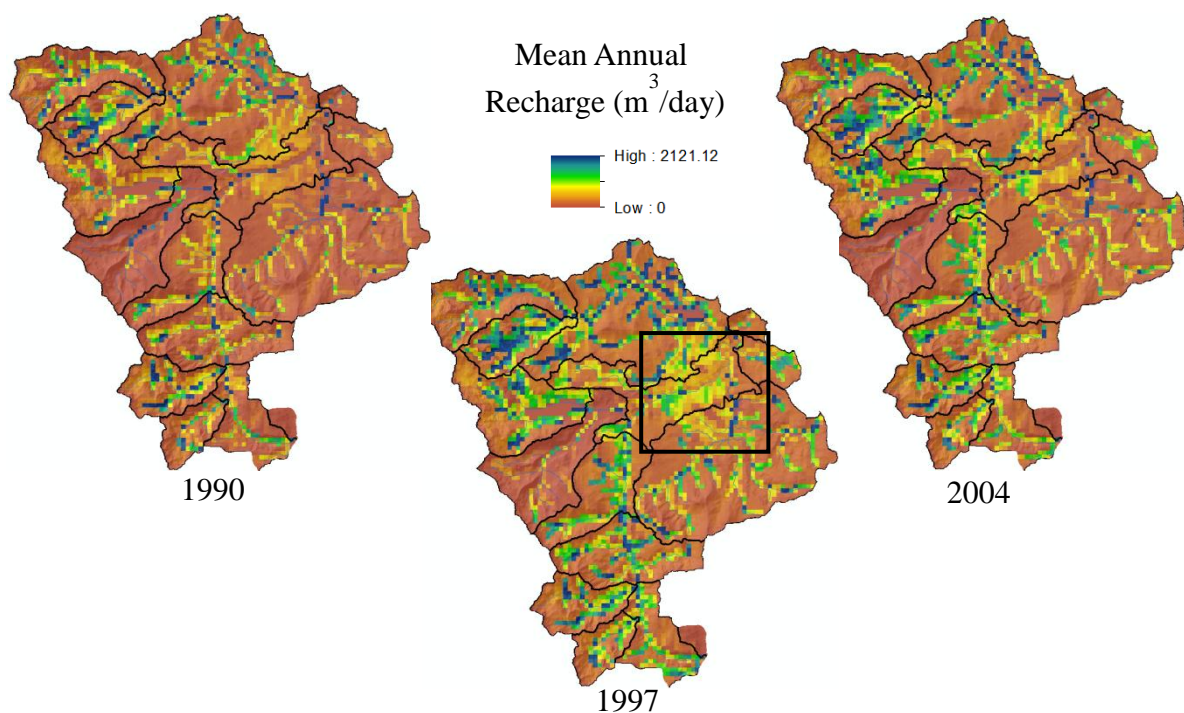 Mean Annual
Recharge (m³/day)
High : 2121.12
Low : 0
1990
2004
1997